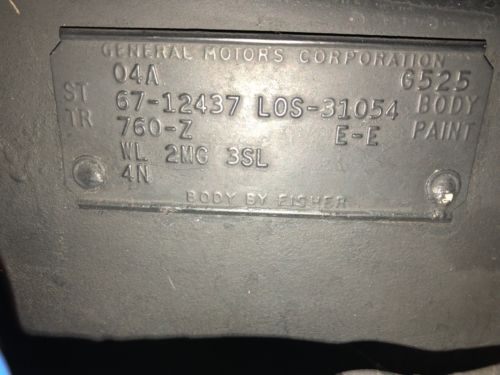 GENERAL MOTORS CORPORATION
04A 6525
ST 67-12437 LOS-31054 BODY
TR 760-Z E-E PAINT
WL 2MG 3SL
4N
BODY BY FISHER